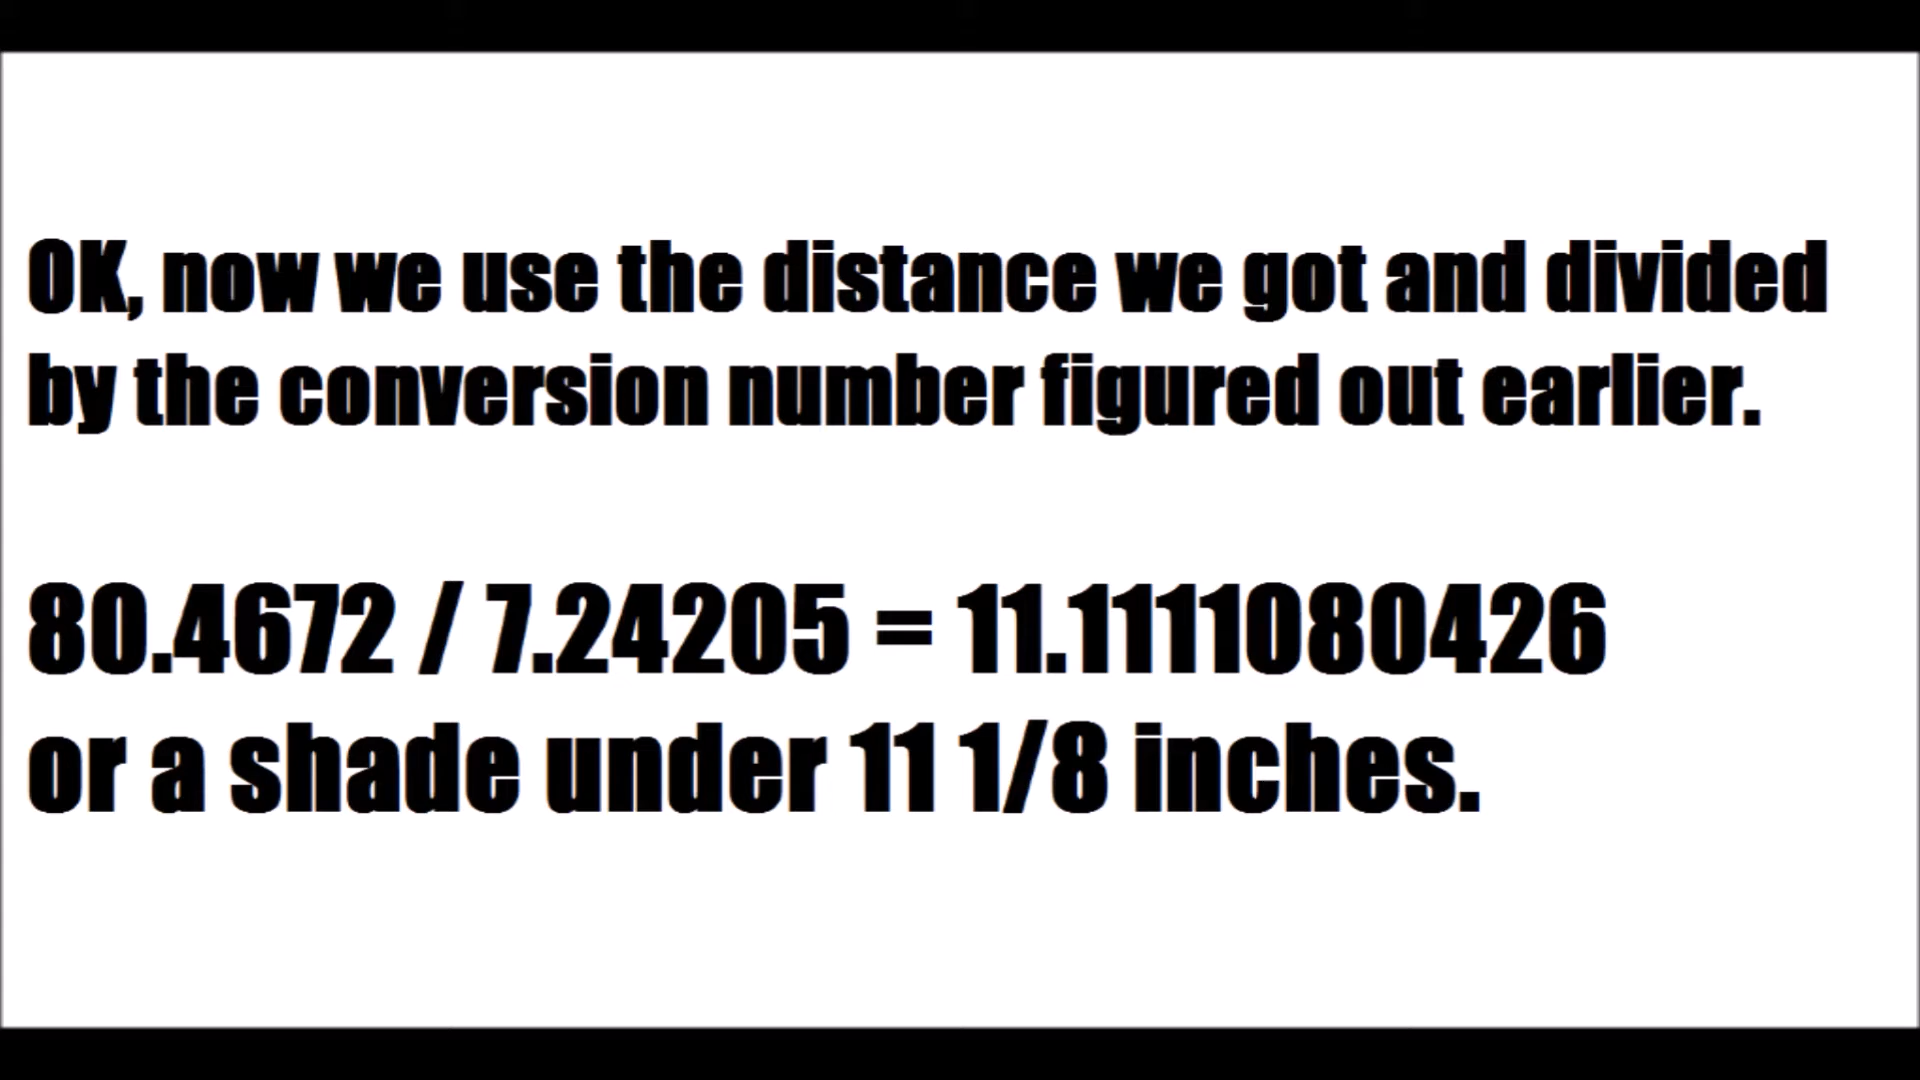 OK, now we use the distance we got and divided
by the conversion number figured out earlier.
80.4672 / 7.24205 = 11.1111080426
or a shade under 11 1/8 inches.